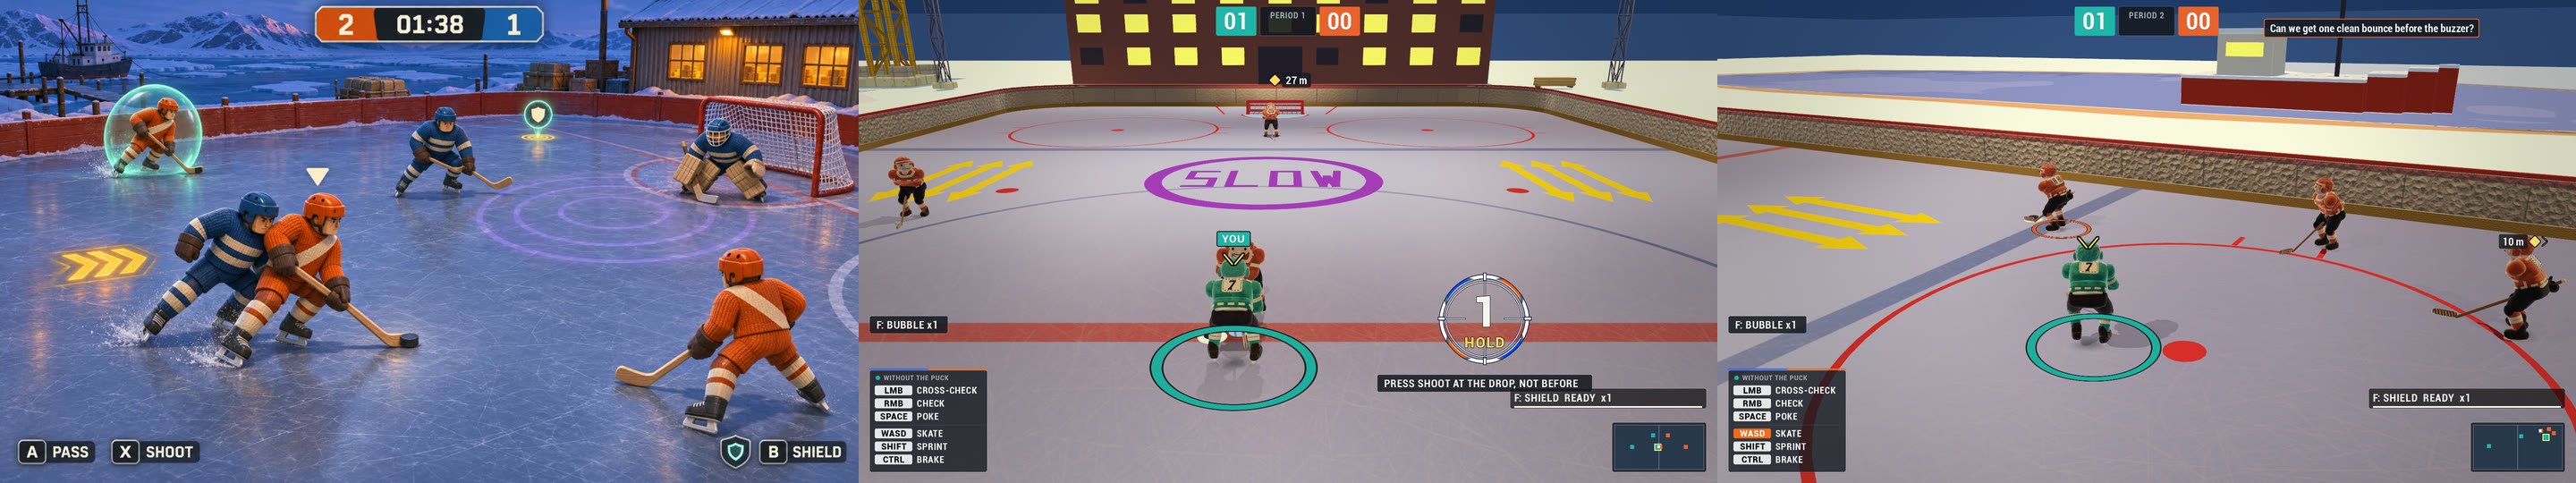 2 01:38 1
A PASS X SHOOT
B SHIELD
01 PERIOD 1 00
27 m
SLOW
YOU
7
1
HOLD
F: BUBBLE x1
PRESS SHOOT AT THE DROP, NOT BEFORE
F: SHIELD READY x1
WITHOUT THE PUCK
LMB CROSS-CHECK
RMB CHECK
SPACE POKE
WASD SKATE
SHIFT SPRINT
CTRL BRAKE
01 PERIOD 2 00
Can we get one clean bounce before the buzzer?
10 m
7
F: BUBBLE x1
WITHOUT THE PUCK
LMB CROSS-CHECK
RMB CHECK
SPACE POKE
WASD SKATE
SHIFT SPRINT
CTRL BRAKE
F: SHIELD READY x1